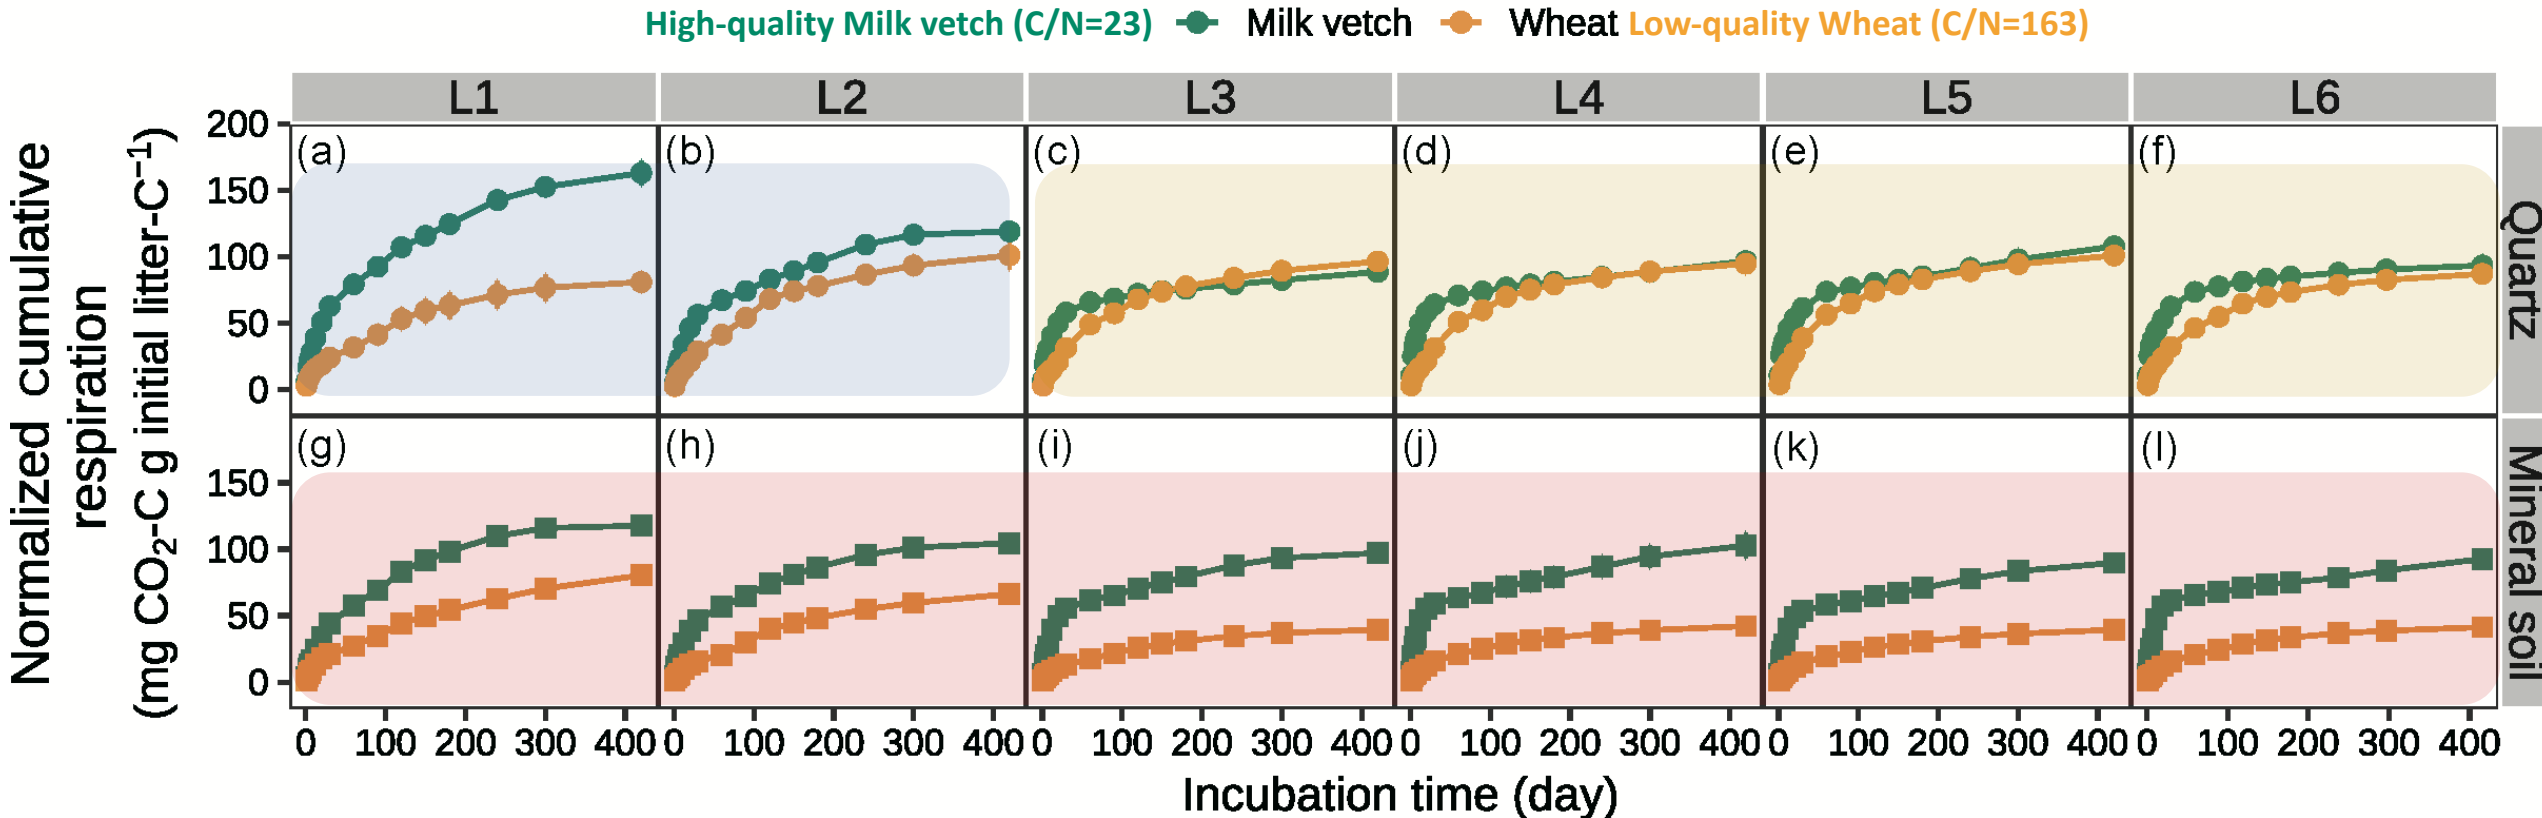 High-quality Milk vetch (C/N=23) Milk vetch Wheat Low-quality Wheat (C/N=163)
L1 L2 L3 L4 L5 L6
Normalized cumulative
respiration
(mg CO₂-C g initial litter-C⁻¹)
200
150
100
50
0
(a) (b) (c) (d) (e) (f)
Quartz
150
100
50
0
(g) (h) (i) (j) (k) (l)
Mineral soil
0 100 200 300 400 0 100 200 300 400 0 100 200 300 400 0 100 200 300 400 0 100 200 300 400 0 100 200 300 400
Incubation time (day)